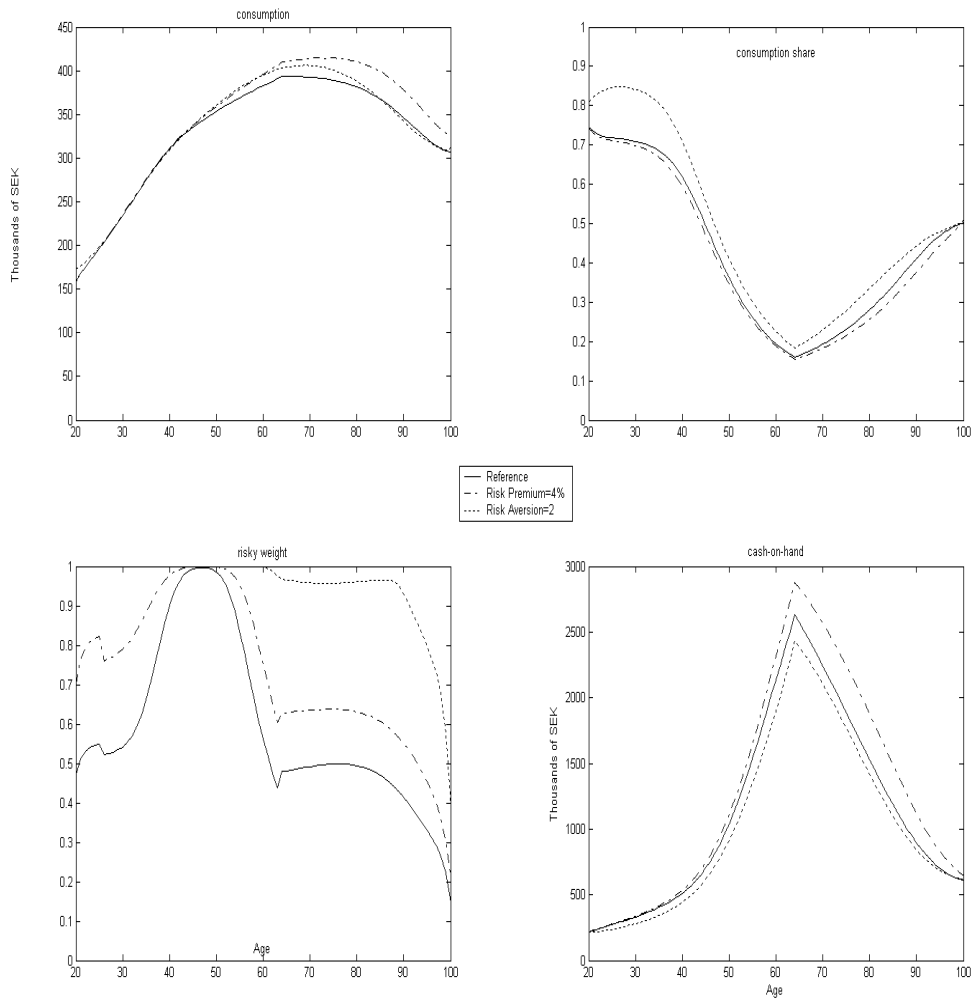 consumption
450
400
350
300
250
200
150
100
50
0
Thousands of SEK
20 30 40 50 60 70 80 90 100
consumption share
1
0.9
0.8
0.7
0.6
0.5
0.4
0.3
0.2
0.1
0
20 30 40 50 60 70 80 90 100
Reference
Risk Premium=4%
Risk Aversion=2
risky weight
1
0.9
0.8
0.7
0.6
0.5
0.4
0.3
0.2
0.1
0
Age
20 30 40 50 60 70 80 90 100
cash-on-hand
3000
2500
2000
1500
1000
500
0
Thousands of SEK
20 30 40 50 60 70 80 90 100
Age